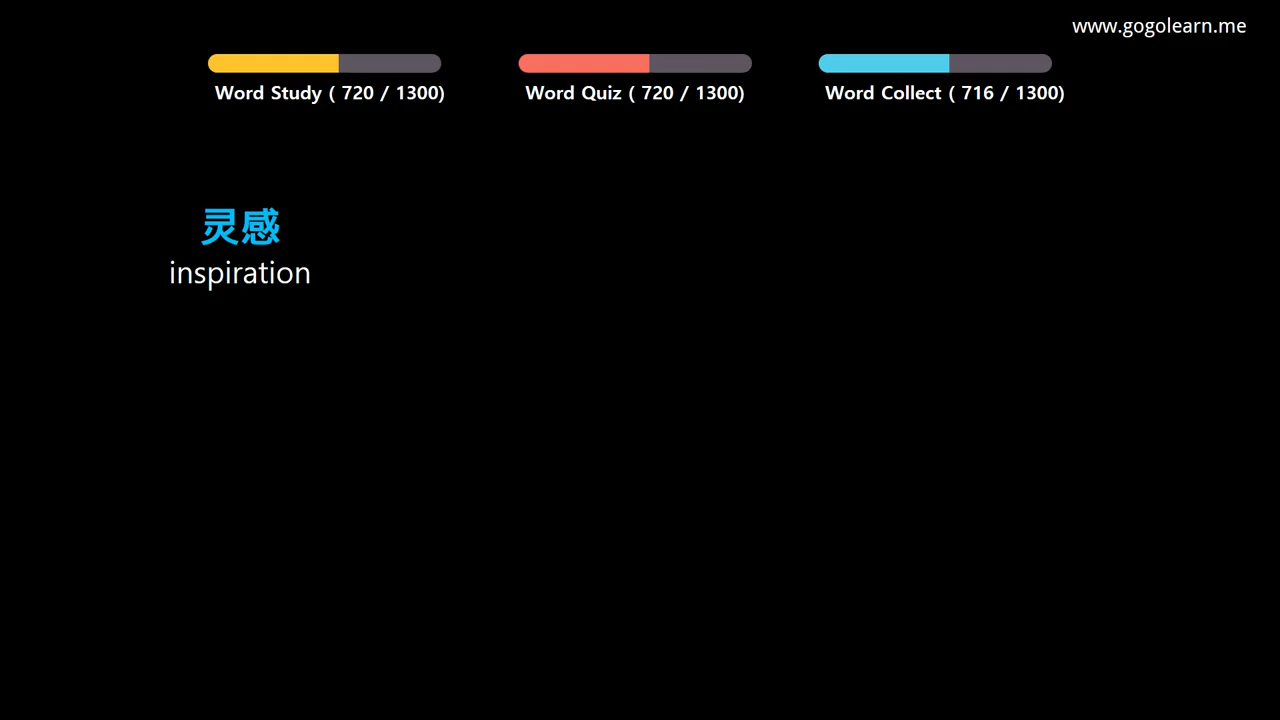 www.gogolearn.me
Word Study ( 720 / 1300)
Word Quiz ( 720 / 1300)
Word Collect ( 716 / 1300)
灵感
inspiration